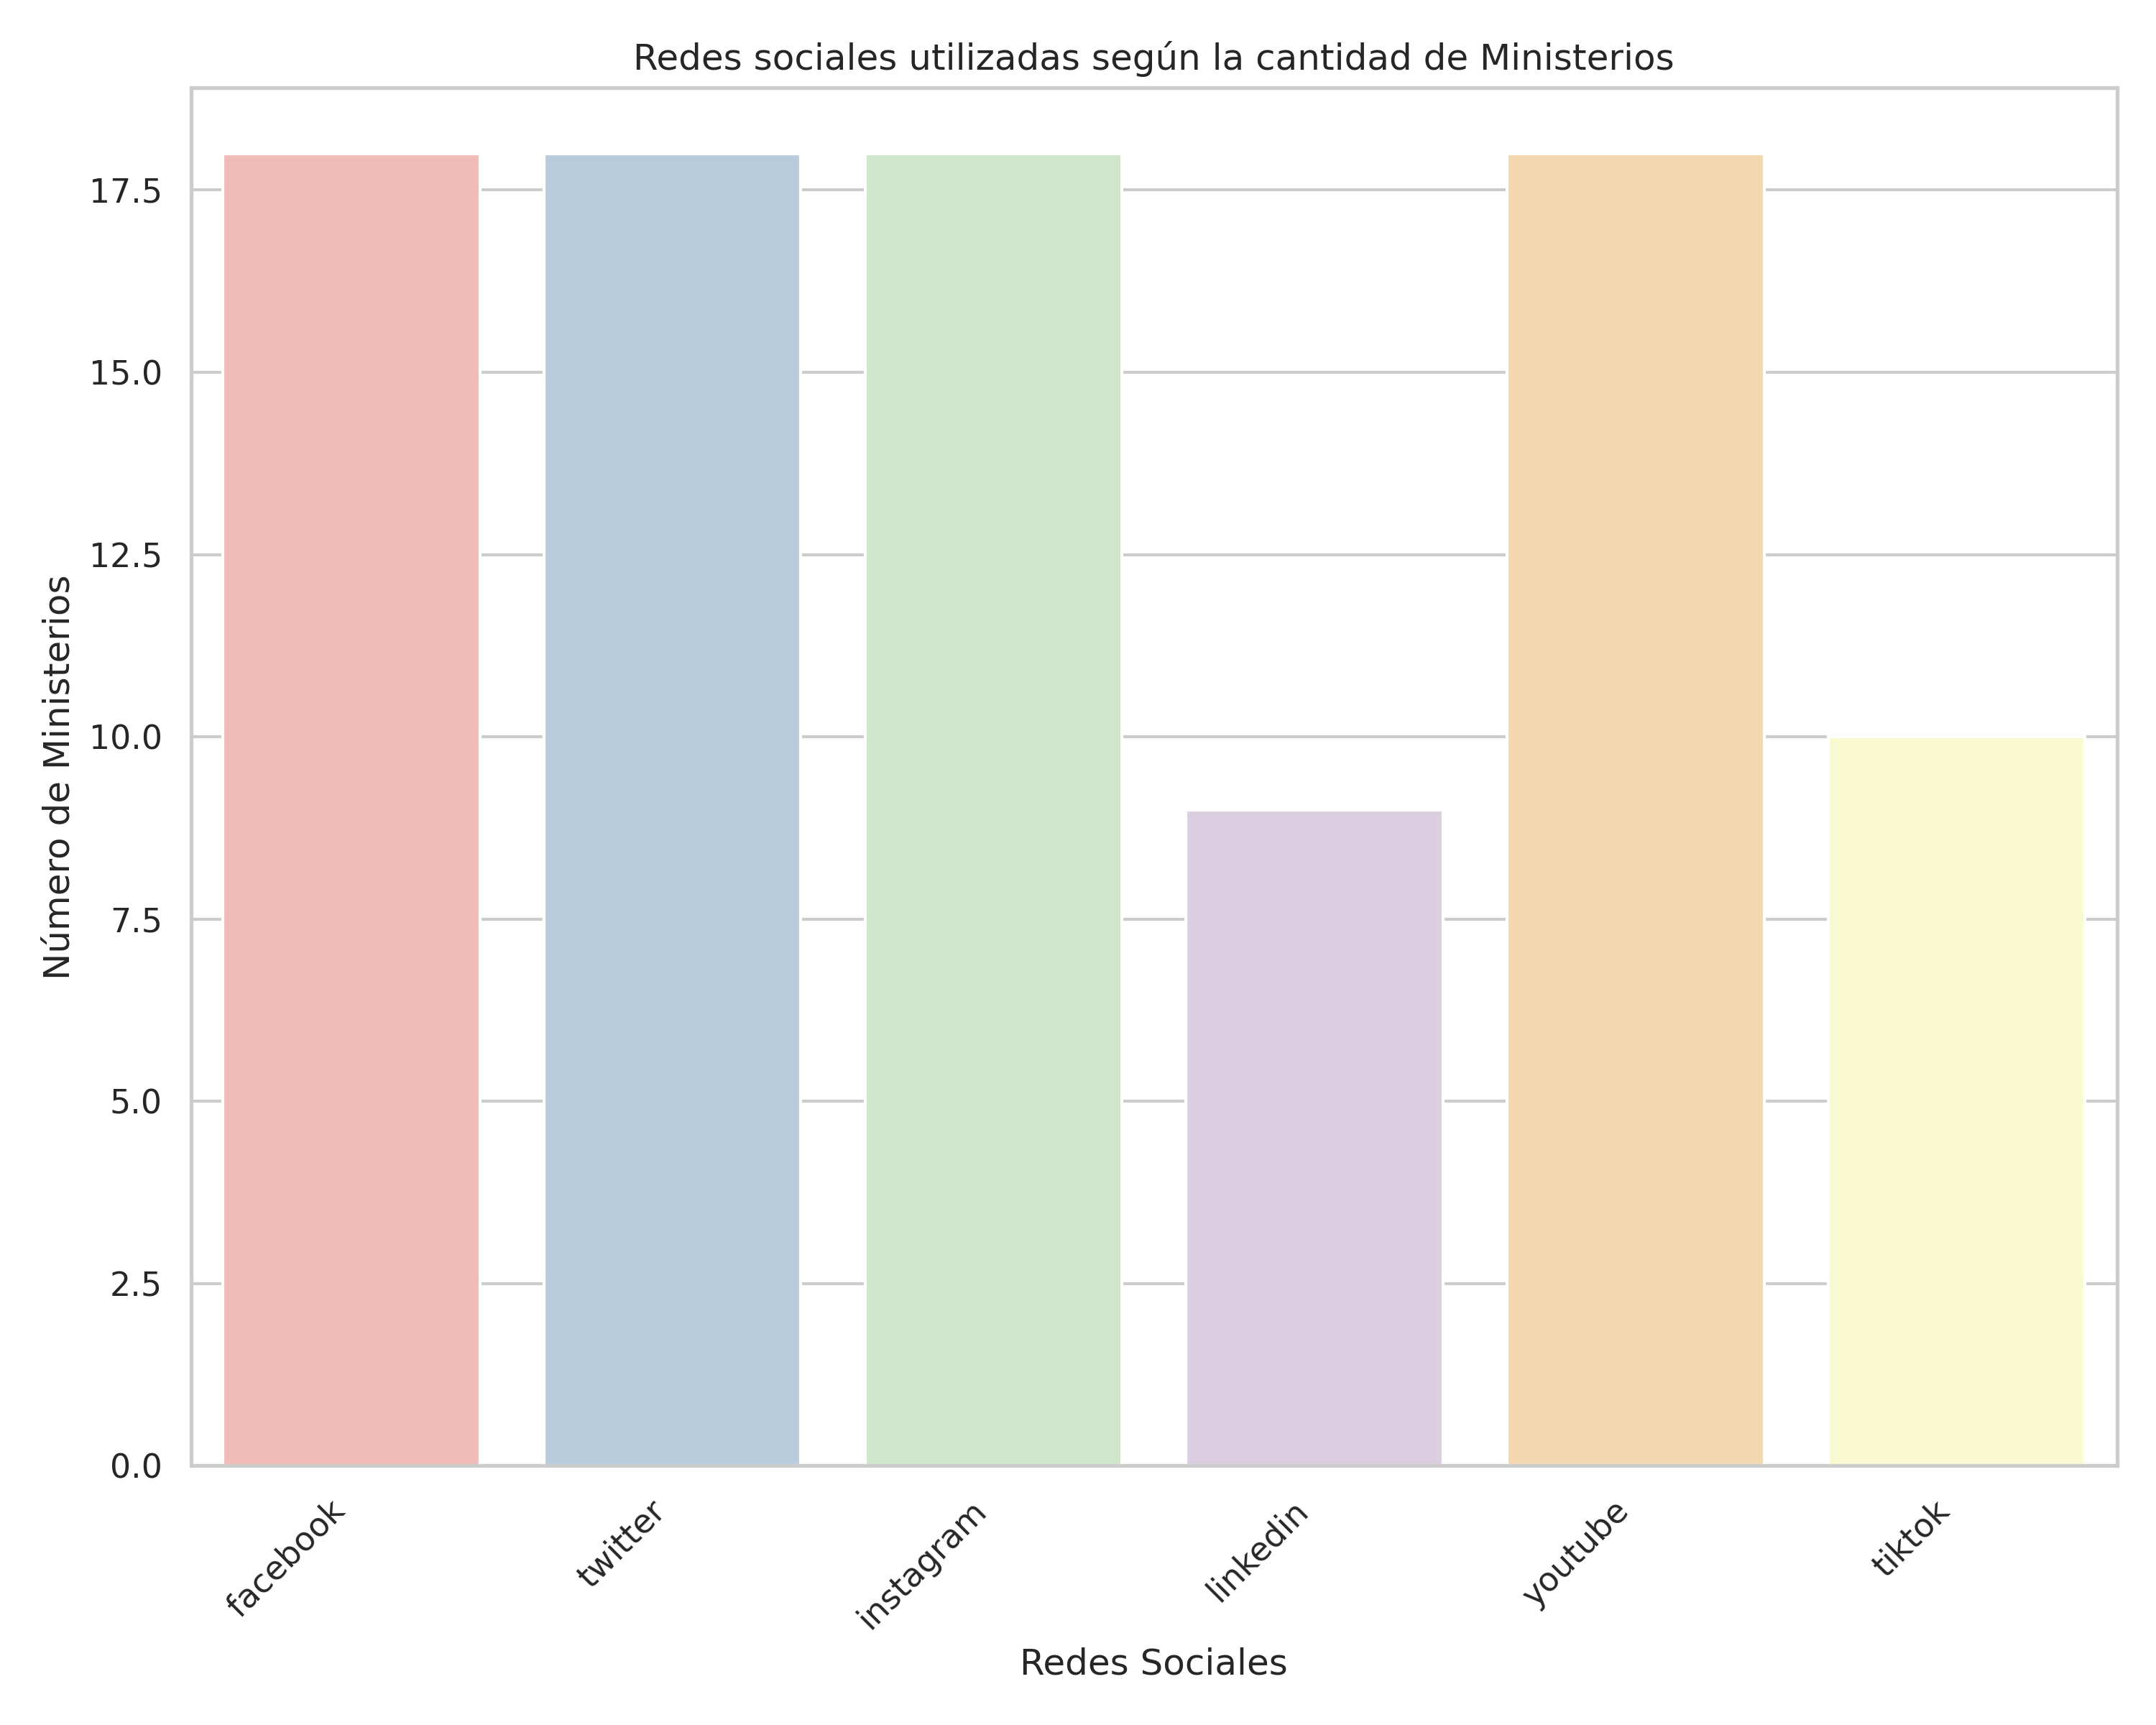 Redes sociales utilizadas según la cantidad de Ministerios
Número de Ministerios
17.5
15.0
12.5
10.0
7.5
5.0
2.5
0.0
facebook
twitter
instagram
linkedin
youtube
tiktok
Redes Sociales